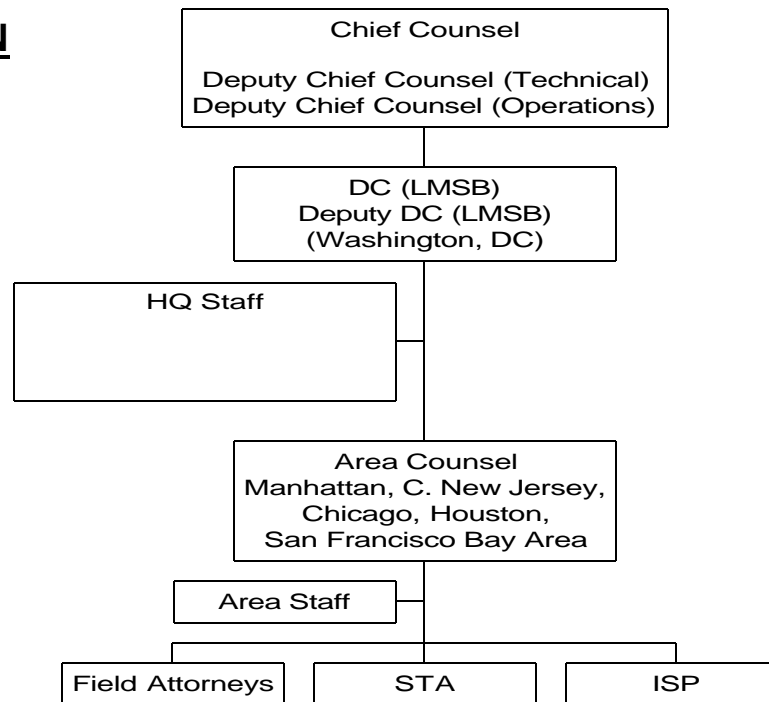 Chief Counsel
Deputy Chief Counsel (Technical)
Deputy Chief Counsel (Operations)
DC (LMSB)
Deputy DC (LMSB)
(Washington, DC)
HQ Staff
Area Counsel
Manhattan, C. New Jersey,
Chicago, Houston,
San Francisco Bay Area
Area Staff
Field Attorneys
STA
ISP